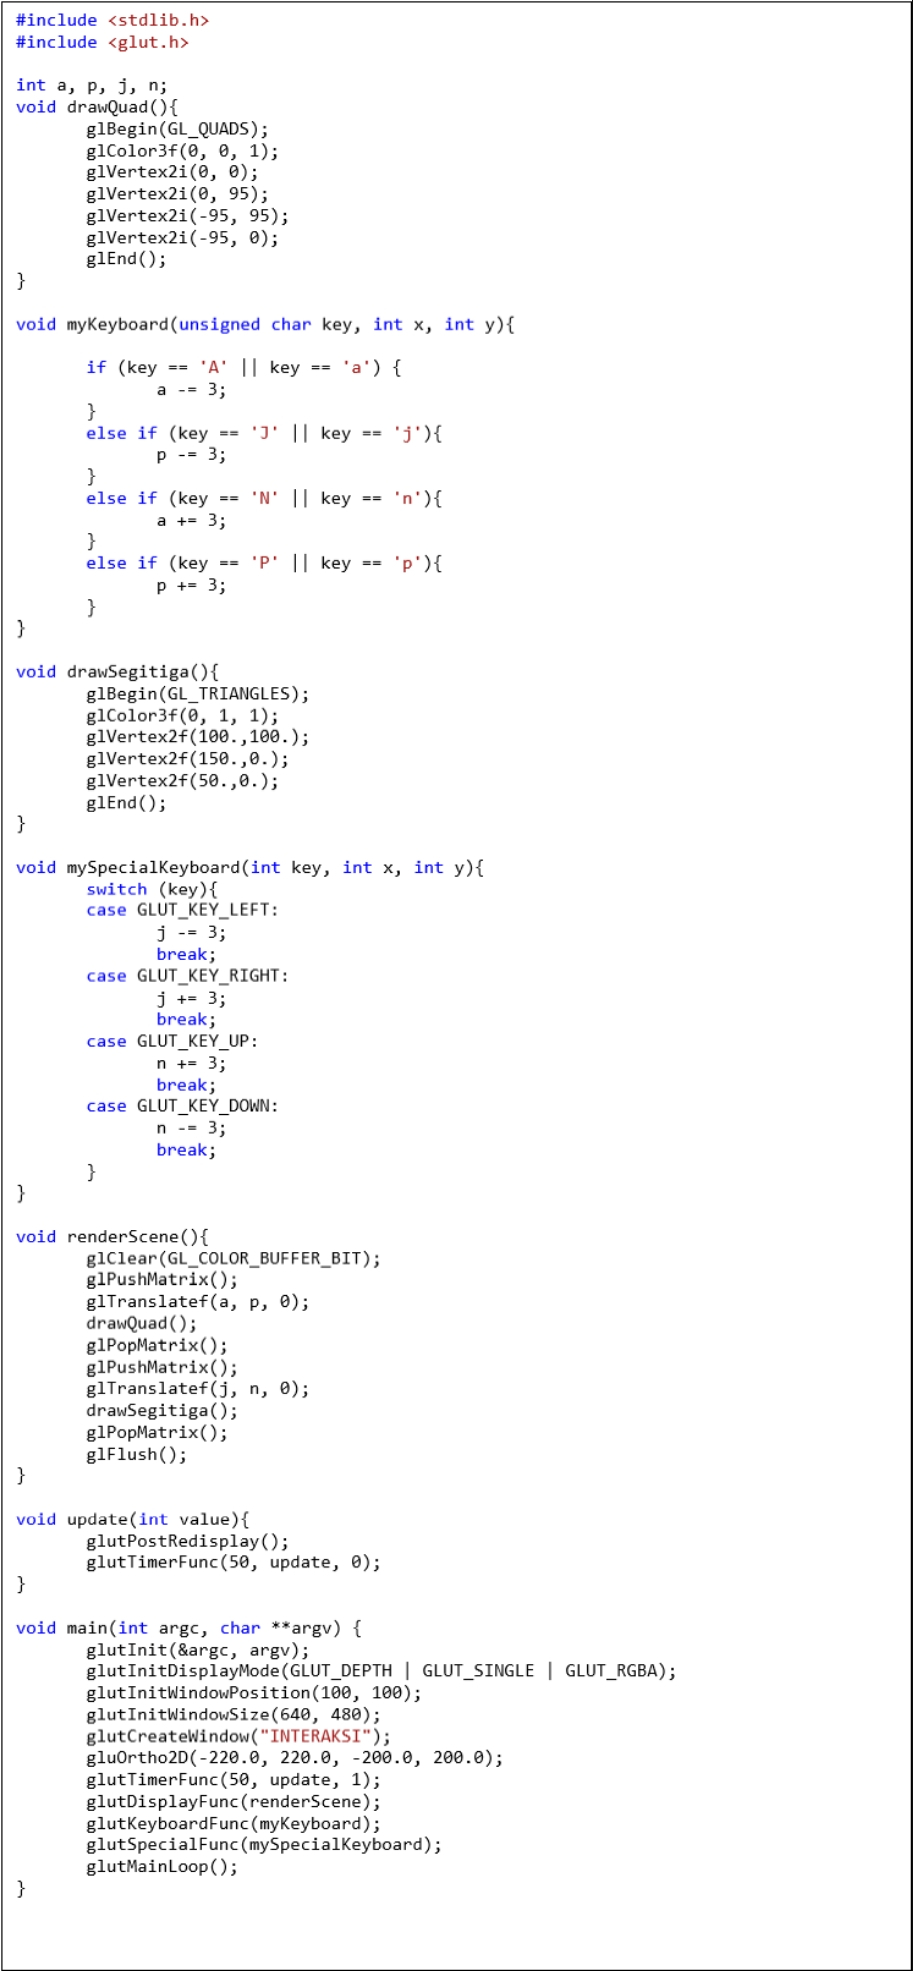 #include <stdlib.h>
#include <glut.h>

int a, p, j, n;
void drawQuad(){
       glBegin(GL_QUADS);
       glColor3f(0, 0, 1);
       glVertex2i(0, 0);
       glVertex2i(0, 95);
       glVertex2i(-95, 95);
       glVertex2i(-95, 0);
       glEnd();
}

void myKeyboard(unsigned char key, int x, int y){

       if (key == 'A' || key == 'a') {
              a -= 3;
       }
       else if (key == 'J' || key == 'j'){
              p -= 3;
       }
       else if (key == 'N' || key == 'n'){
              a += 3;
       }
       else if (key == 'P' || key == 'p'){
              p += 3;
       }
}

void drawSegitiga(){
       glBegin(GL_TRIANGLES);
       glColor3f(0, 1, 1);
       glVertex2f(100.,100.);
       glVertex2f(150.,0.);
       glVertex2f(50.,0.);
       glEnd();
}

void mySpecialKeyboard(int key, int x, int y){
       switch (key){
       case GLUT_KEY_LEFT:
              j -= 3;
              break;
       case GLUT_KEY_RIGHT:
              j += 3;
              break;
       case GLUT_KEY_UP:
              n += 3;
              break;
       case GLUT_KEY_DOWN:
              n -= 3;
              break;
       }
}

void renderScene(){
       glClear(GL_COLOR_BUFFER_BIT);
       glPushMatrix();
       glTranslatef(a, p, 0);
       drawQuad();
       glPopMatrix();
       glPushMatrix();
       glTranslatef(j, n, 0);
       drawSegitiga();
       glPopMatrix();
       glFlush();
}

void update(int value){
       glutPostRedisplay();
       glutTimerFunc(50, update, 0);
}

void main(int argc, char **argv) {
       glutInit(&argc, argv);
       glutInitDisplayMode(GLUT_DEPTH | GLUT_SINGLE | GLUT_RGBA);
       glutInitWindowPosition(100, 100);
       glutInitWindowSize(640, 480);
       glutCreateWindow("INTERAKSI");
       gluOrtho2D(-220.0, 220.0, -200.0, 200.0);
       glutTimerFunc(50, update, 1);
       glutDisplayFunc(renderScene);
       glutKeyboardFunc(myKeyboard);
       glutSpecialFunc(mySpecialKeyboard);
       glutMainLoop();
}